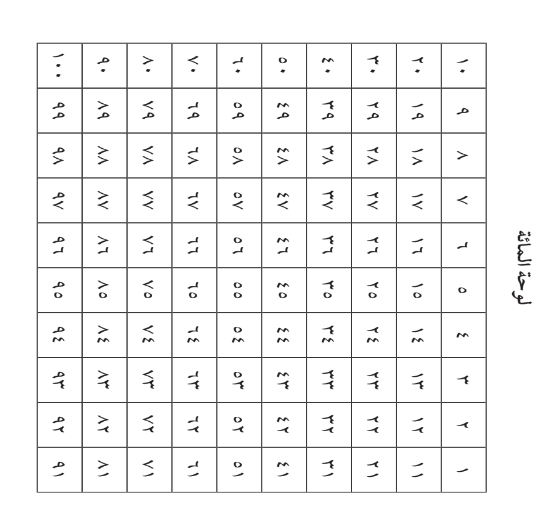 لوحة المائة
١ ٢ ٣ ٤ ٥ ٦ ٧ ٨ ٩ ١٠
١١ ١٢ ١٣ ١٤ ١٥ ١٦ ١٧ ١٨ ١٩ ٢٠
٢١ ٢٢ ٢٣ ٢٤ ٢٥ ٢٦ ٢٧ ٢٨ ٢٩ ٣٠
٣١ ٣٢ ٣٣ ٣٤ ٣٥ ٣٦ ٣٧ ٣٨ ٣٩ ٤٠
٤١ ٤٢ ٤٣ ٤٤ ٤٥ ٤٦ ٤٧ ٤٨ ٤٩ ٥٠
٥١ ٥٢ ٥٣ ٥٤ ٥٥ ٥٦ ٥٧ ٥٨ ٥٩ ٦٠
٦١ ٦٢ ٦٣ ٦٤ ٦٥ ٦٦ ٦٧ ٦٨ ٦٩ ٧٠
٧١ ٧٢ ٧٣ ٧٤ ٧٥ ٧٦ ٧٧ ٧٨ ٧٩ ٨٠
٨١ ٨٢ ٨٣ ٨٤ ٨٥ ٨٦ ٨٧ ٨٨ ٨٩ ٩٠
٩١ ٩٢ ٩٣ ٩٤ ٩٥ ٩٦ ٩٧ ٩٨ ٩٩ ١٠٠